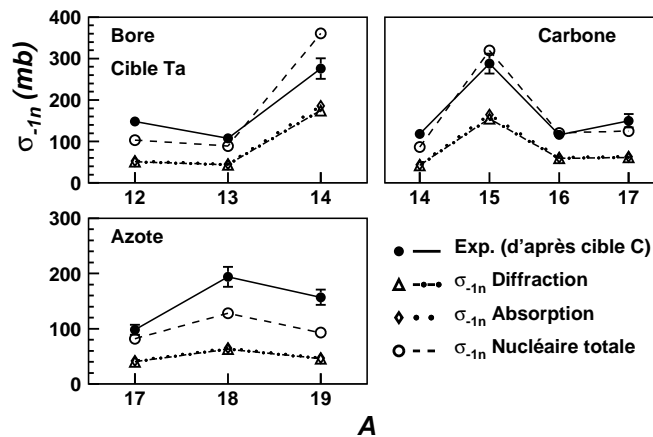 Bore
Cible Ta
Carbone
400
300
200
100
0
12 13 14
14 15 16 17
σ-1n (mb)
Azote
300
200
100
0
17 18 19
Exp. (d'après cible C)
σ-1n Diffraction
σ-1n Absorption
σ-1n Nucléaire totale
A